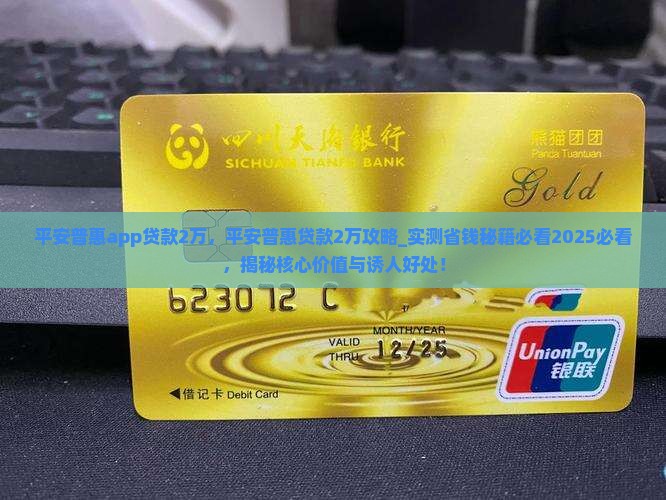 四川天府银行
SICHUAN TIANFU BANK
熊猫团团
Panda Tuantuan
Gold
平安普惠app贷款2万，平安普惠贷款2万攻略_实测省钱秘籍必看2025必看
，揭秘核心价值与诱人好处！
623072 C
MONTH/YEAR
VALID
THRU
12/25
UnionPay
银联
◀借记卡 Debit Card